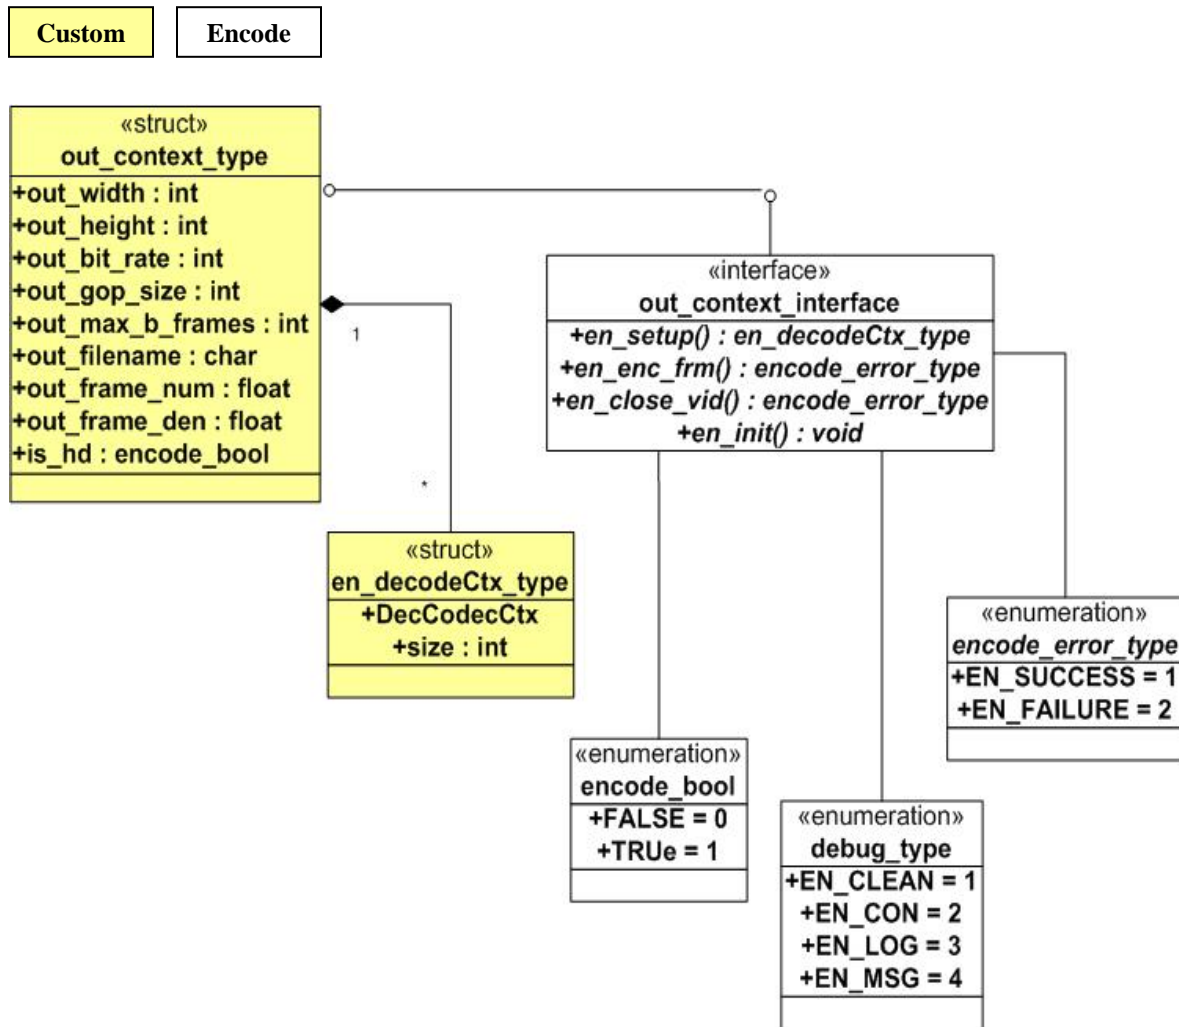 Custom
Encode
«struct»
out_context_type
+out_width : int
+out_height : int
+out_bit_rate : int
+out_gop_size : int
+out_max_b_frames : int
+out_filename : char
+out_frame_num : float
+out_frame_den : float
+is_hd : encode_bool
1
*
«interface»
out_context_interface
+en_setup() : en_decodeCtx_type
+en_enc_frm() : encode_error_type
+en_close_vid() : encode_error_type
+en_init() : void
«struct»
en_decodeCtx_type
+DecCodecCtx
+size : int
«enumeration»
encode_error_type
+EN_SUCCESS = 1
+EN_FAILURE = 2
«enumeration»
encode_bool
+FALSE = 0
+TRUe = 1
«enumeration»
debug_type
+EN_CLEAN = 1
+EN_CON = 2
+EN_LOG = 3
+EN_MSG = 4